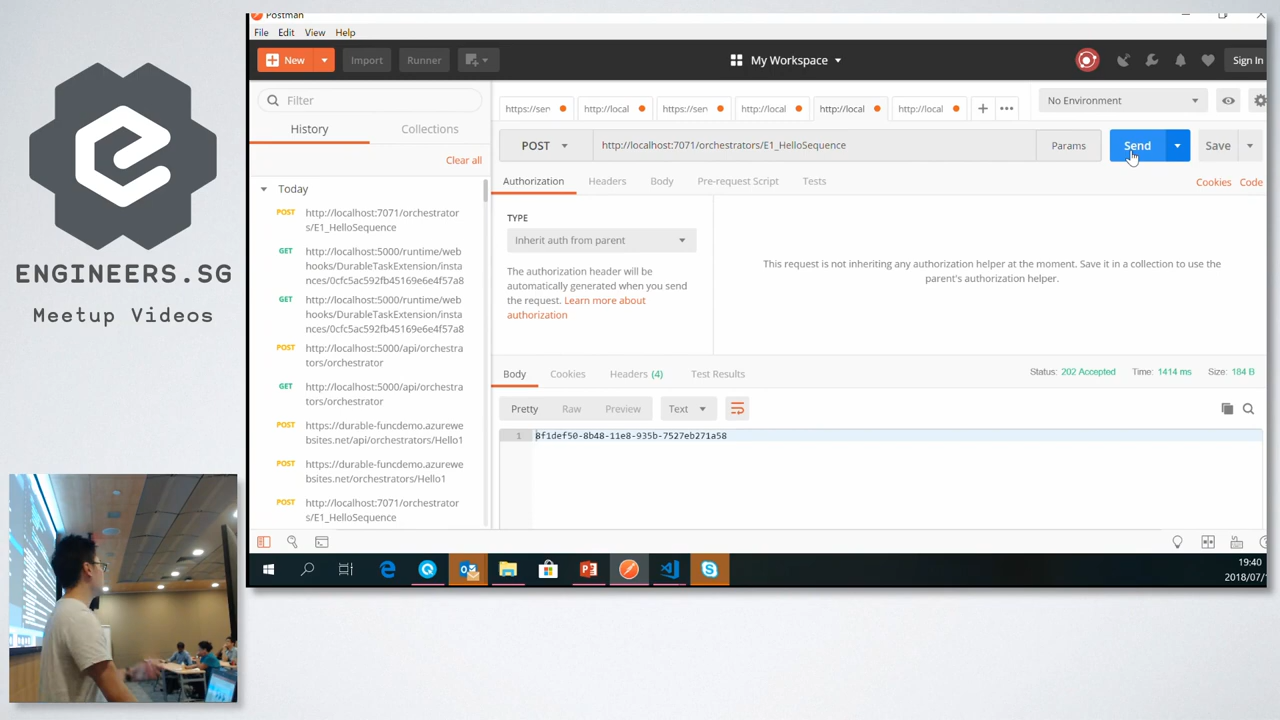 Postman
File Edit View Help
New Import Runner My Workspace Sign In
Filter
History Collections
Clear all
Today
POST http://localhost:7071/orchestrator
s/E1_HelloSequence
GET http://localhost:5000/runtime/web
hooks/DurableTaskExtension/insta
nces/0cfc5ac592fb45169e6e4f57a8
GET http://localhost:5000/runtime/web
hooks/DurableTaskExtension/insta
nces/0cfc5ac592fb45169e6e4f57a8
POST http://localhost:5000/api/orchestra
tors/orchestrator
GET http://localhost:5000/api/orchestra
tors/orchestrator
POST https://durable-funcdemo.azurewe
bsites.net/api/orchestrators/Hello1
POST https://durable-funcdemo.azurewe
bsites.net/orchestrators/Hello1
POST http://localhost:7071/orchestrator
s/E1_HelloSequence
https://ser http://local https://ser http://local http://local http://local
No Environment
POST http://localhost:7071/orchestrators/E1_HelloSequence Params Send Save
Authorization Headers Body Pre-request Script Tests Cookies Code
TYPE
Inherit auth from parent
The authorization header will be
automatically generated when you
send the request. Learn more about
authorization
This request is not inheriting any authorization helper at the moment. Save it in a collection to use the
parent's authorization helper.
Body Cookies Headers (4) Test Results Status: 202 Accepted Time: 1414 ms Size: 184 B
Pretty Raw Preview Text
1 8f1def50-8b48-11e8-935b-7527eb271a58
19:40
2018/07/
ENGINEERS.SG
Meetup Videos